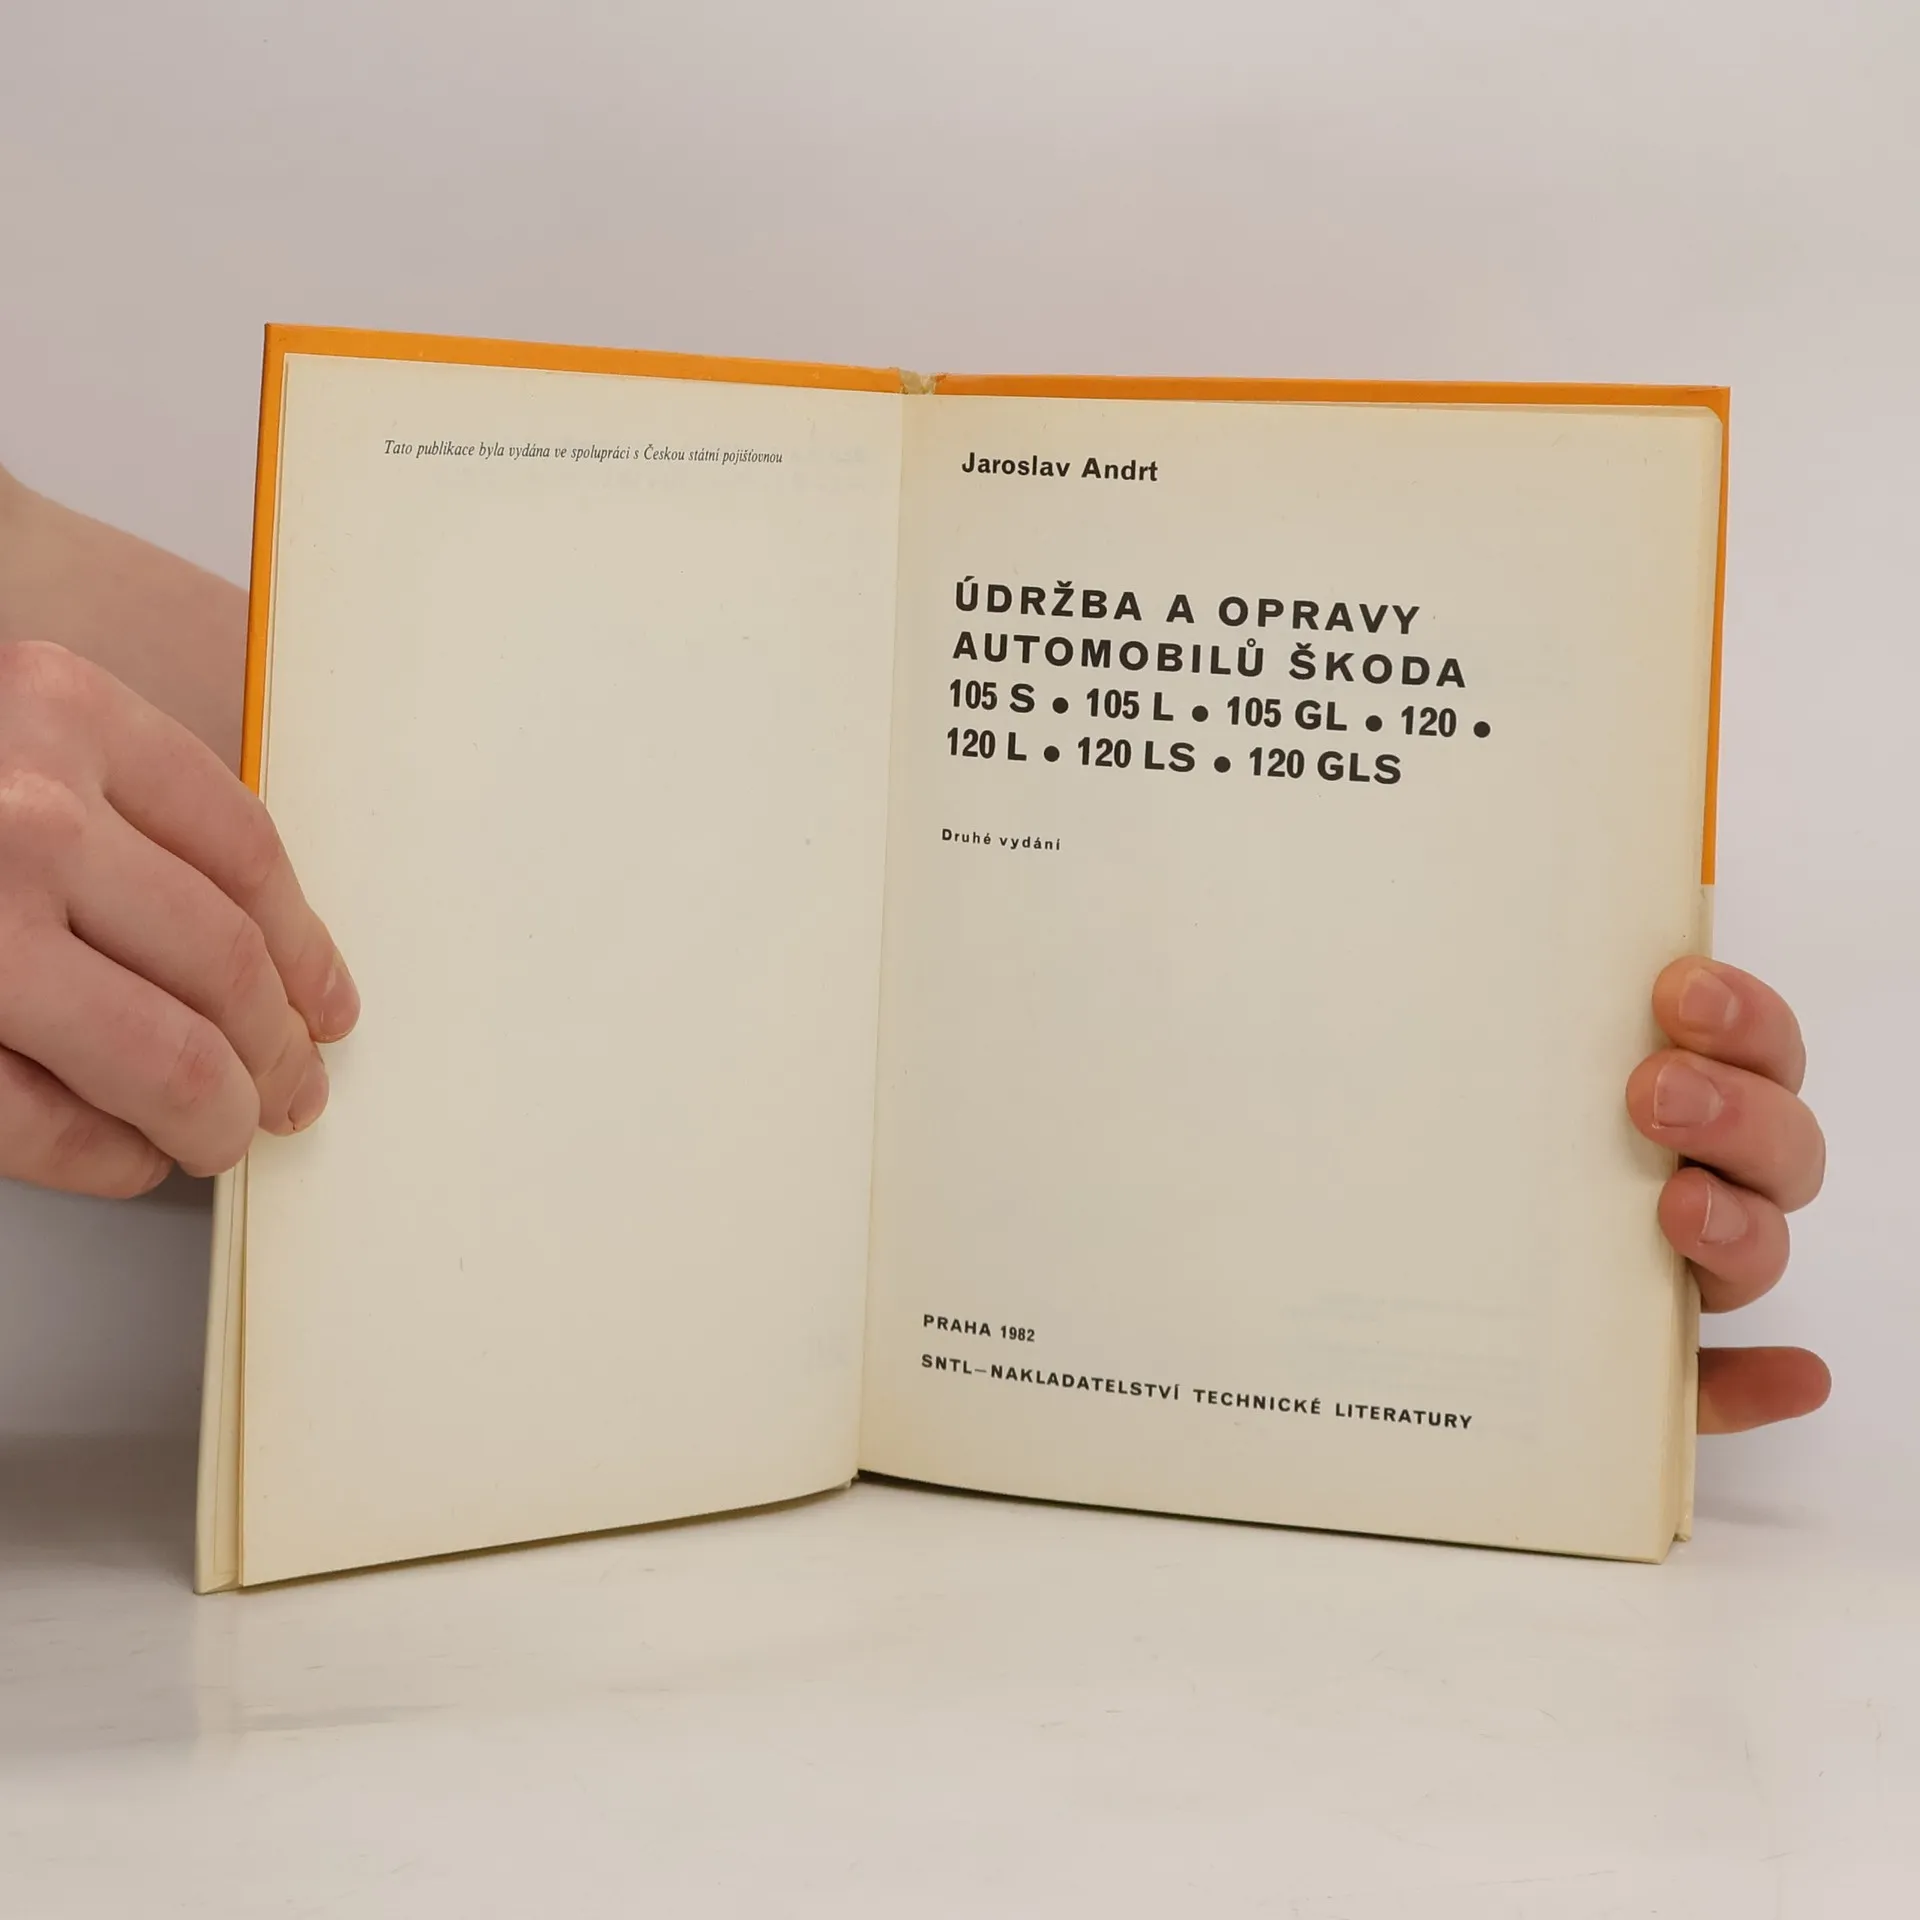 Tato publikace byla vydána ve spolupráci s Českou státní pojišťovnou
Jaroslav Andrt
ÚDRŽBA A OPRAVY
AUTOMOBILŮ ŠKODA
105 S ● 105 L ● 105 GL ● 120 ●
120 L ● 120 LS ● 120 GLS
Druhé vydání
PRAHA 1982
SNTL—NAKLADATELSTVÍ TECHNICKÉ LITERATURY